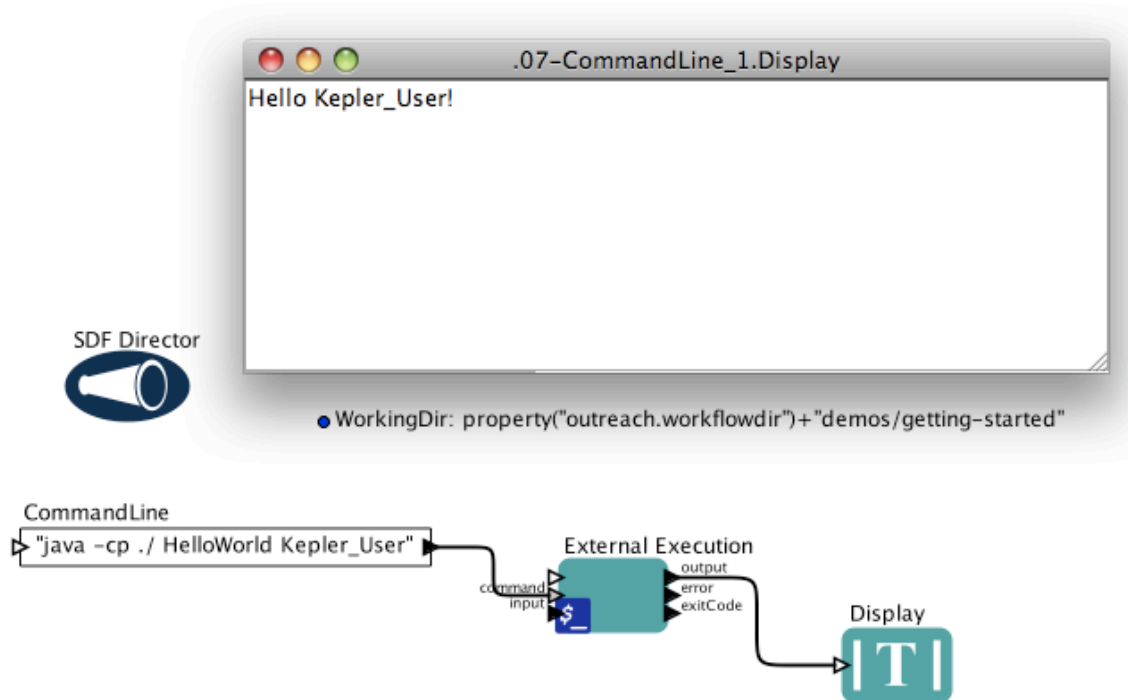 .07-CommandLine_1.Display
Hello Kepler_User!
SDF Director
WorkingDir: property("outreach.workflowdir")+"demos/getting-started"
CommandLine
"java -cp ./ HelloWorld Kepler_User"
External Execution
command
input
$_
output
error
exitCode
Display
T